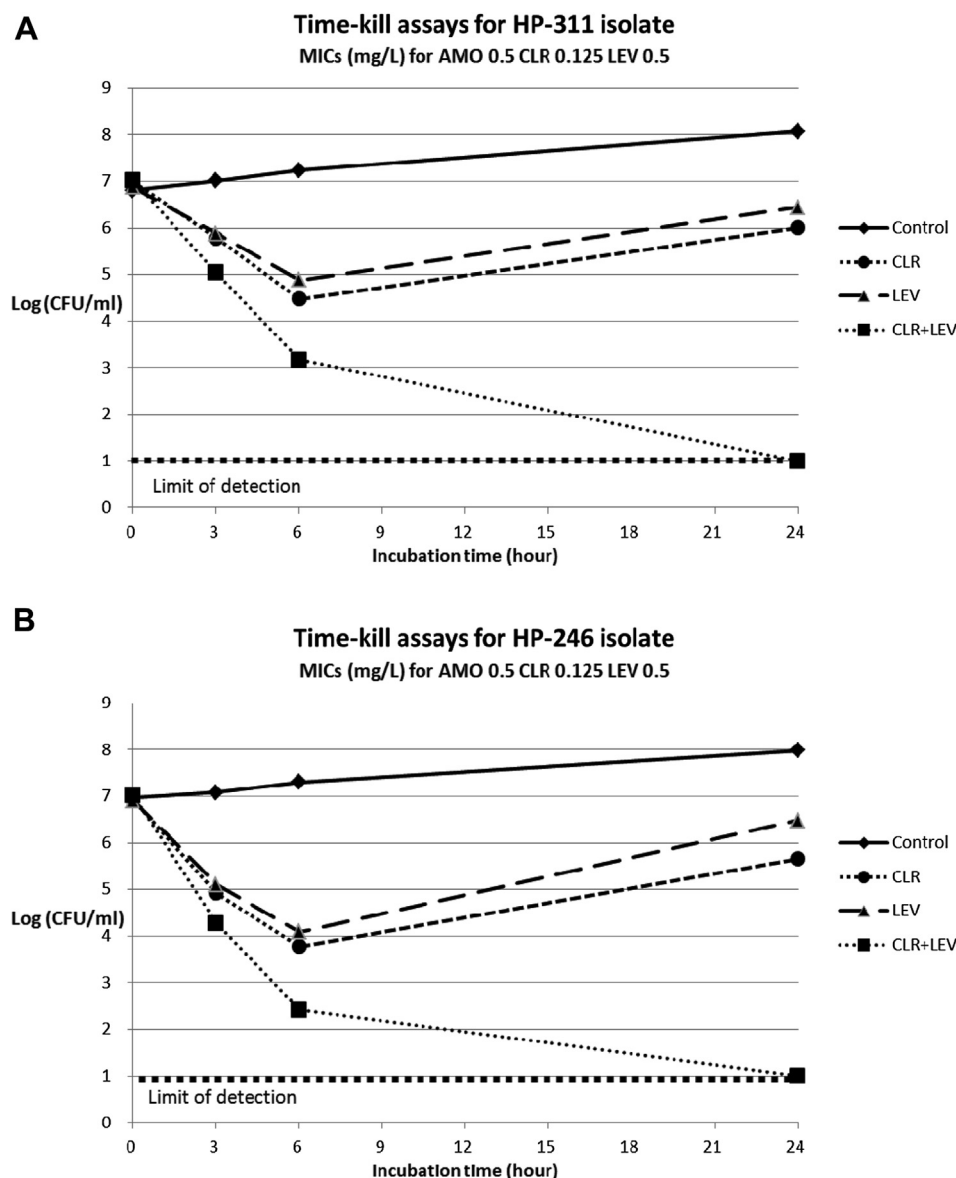 A
Time-kill assays for HP-311 isolate
MICs (mg/L) for AMO 0.5 CLR 0.125 LEV 0.5
9
8
7
6
5
4
3
2
1
0
Log (CFU/ml)
Limit of detection
0 3 6 9 12 15 18 21 24
Incubation time (hour)
Control
CLR
LEV
CLR+LEV
B
Time-kill assays for HP-246 isolate
MICs (mg/L) for AMO 0.5 CLR 0.125 LEV 0.5
9
8
7
6
5
4
3
2
1
0
Log (CFU/ml)
Limit of detection
0 3 6 9 12 15 18 21 24
Incubation time (hour)
Control
CLR
LEV
CLR+LEV